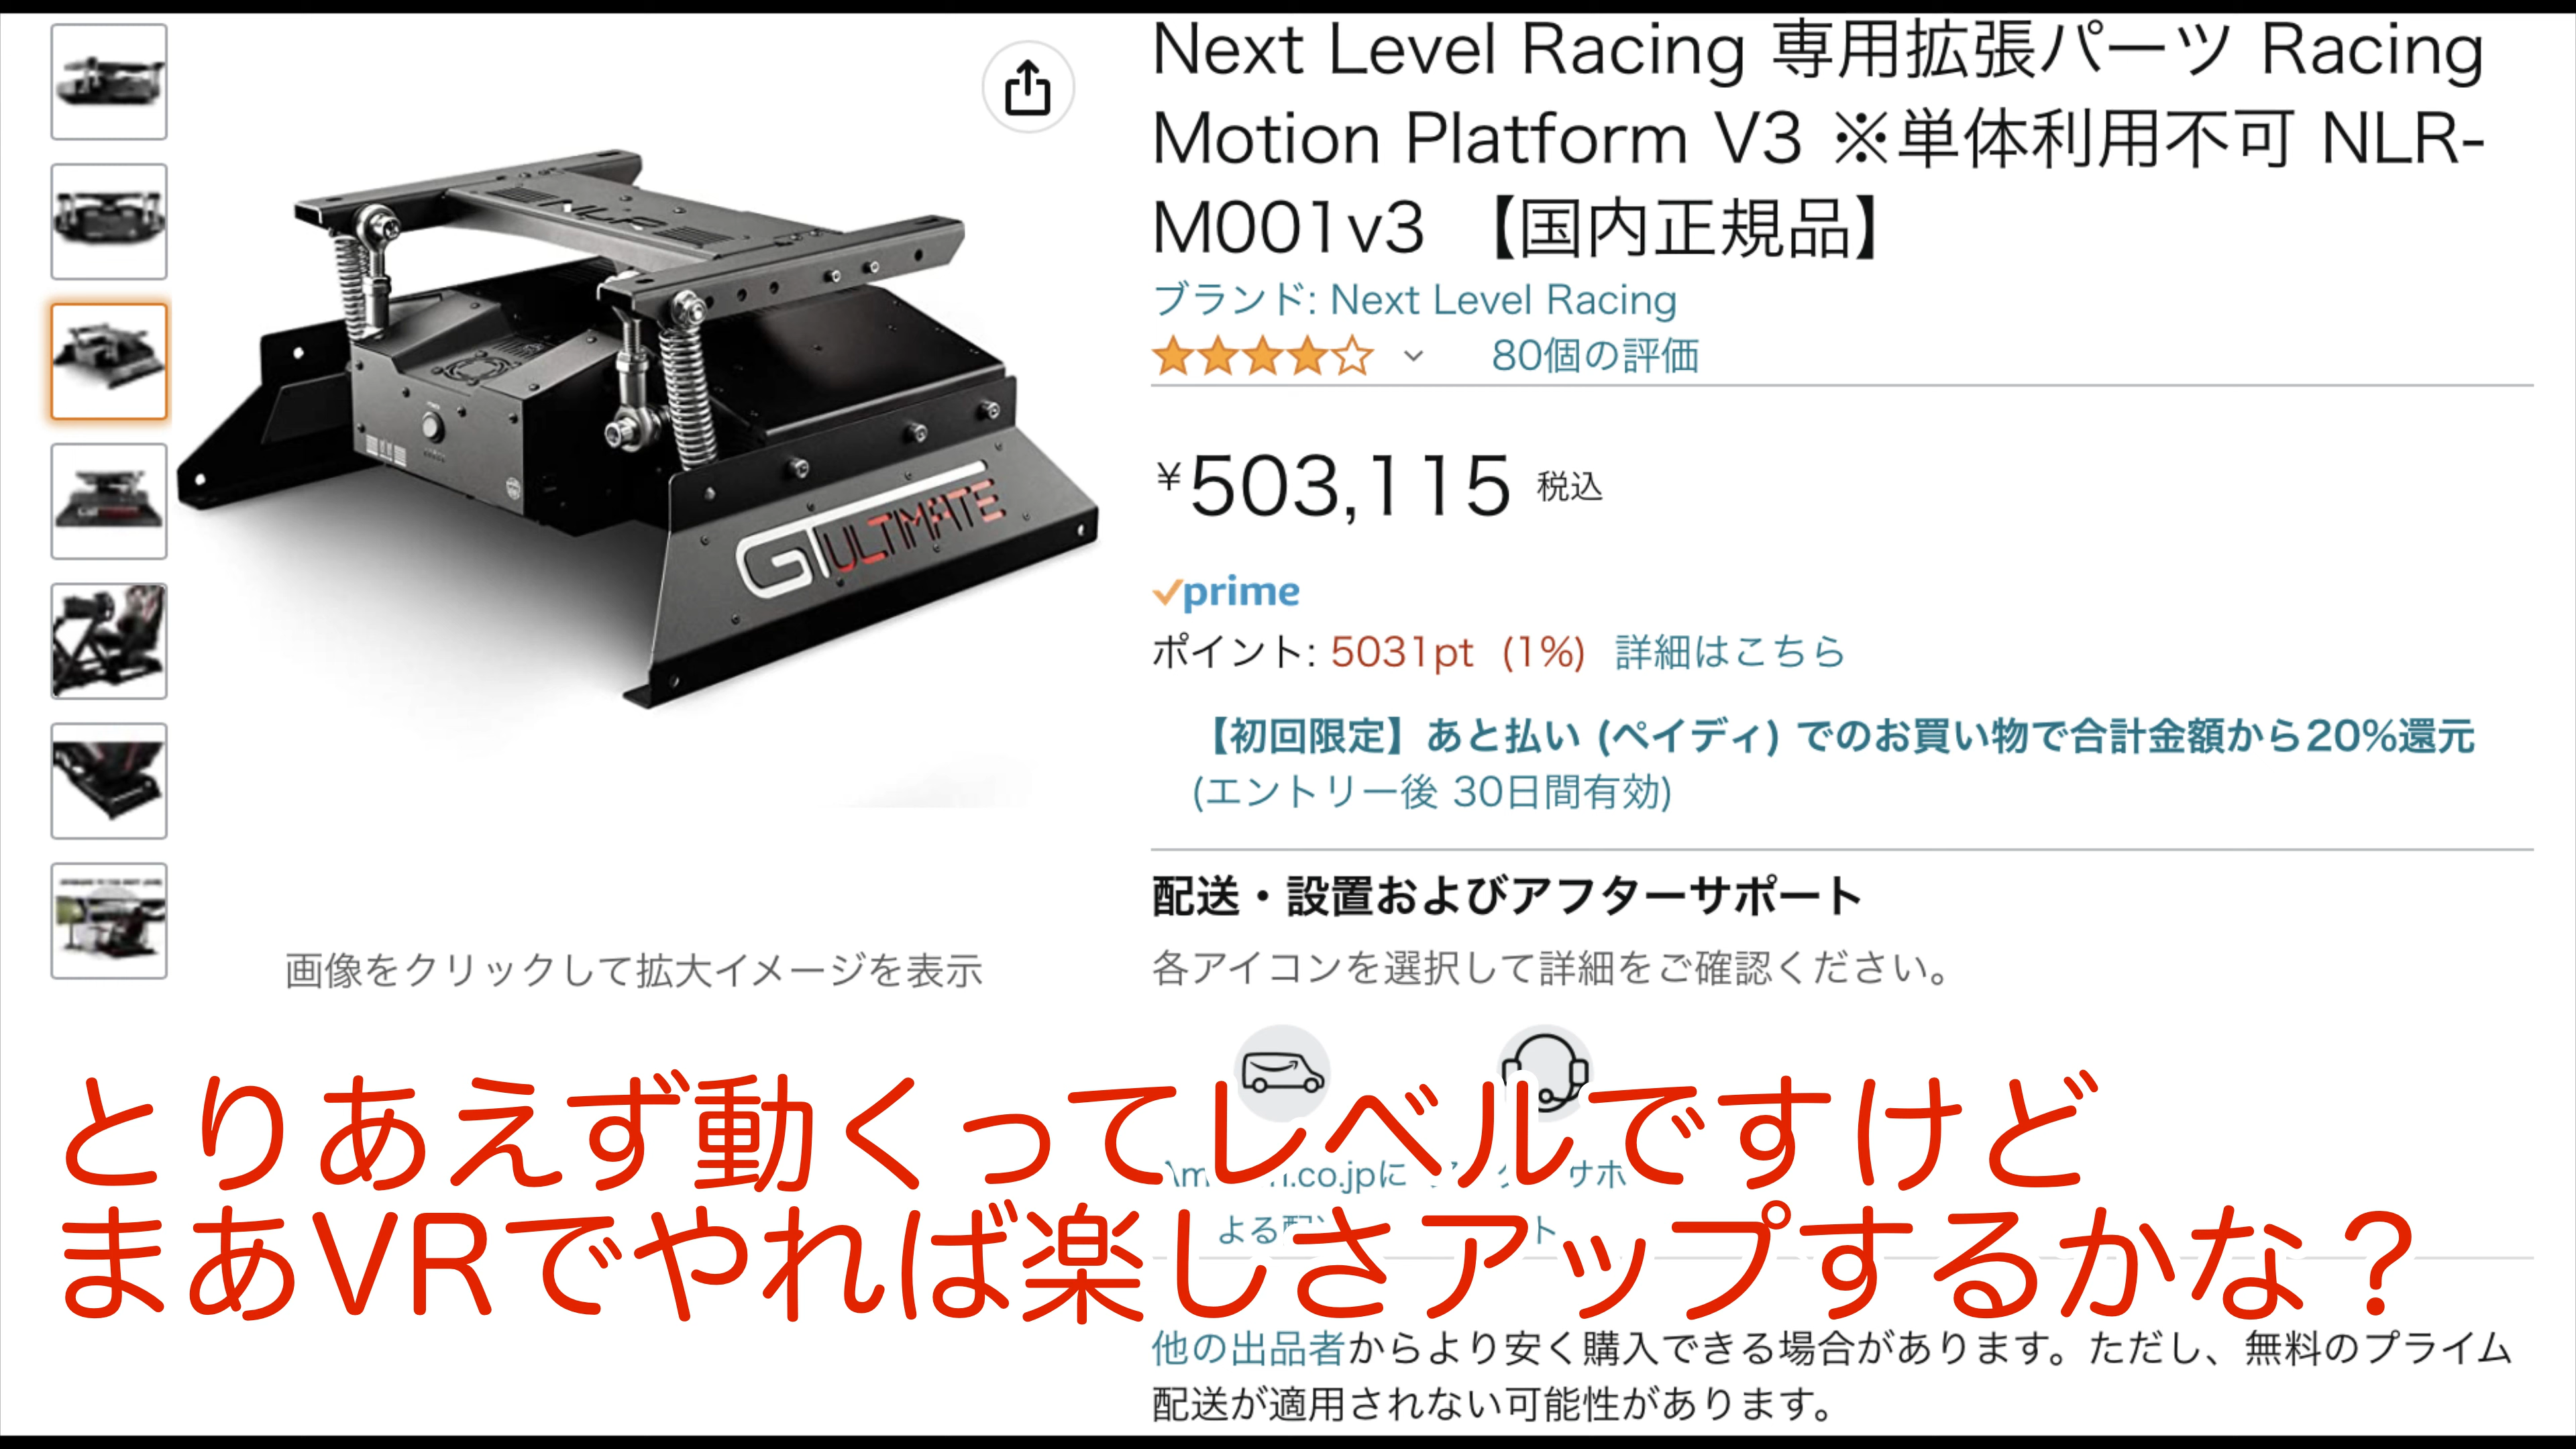 Next Level Racing 専用拡張パーツ Racing
Motion Platform V3 ※単体利用不可 NLR-
M001v3 【国内正規品】
ブランド: Next Level Racing
80個の評価
¥503,115 税込
prime
ポイント: 5031pt (1%) 詳細はこちら
【初回限定】あと払い (ペイディ) でのお買い物で合計金額から20%還元
(エントリー後 30日間有効)
配送・設置およびアフターサポート
各アイコンを選択して詳細をご確認ください。
GTULTIMATE
画像をクリックして拡大イメージを表示
とりあえず動くってレベルですけど
まあVRでやれば楽しさアップするかな？
.co.jpに
サポ
よる
ト
他の出品者からより安く購入できる場合があります。ただし、無料のプライム
配送が適用されない可能性があります。